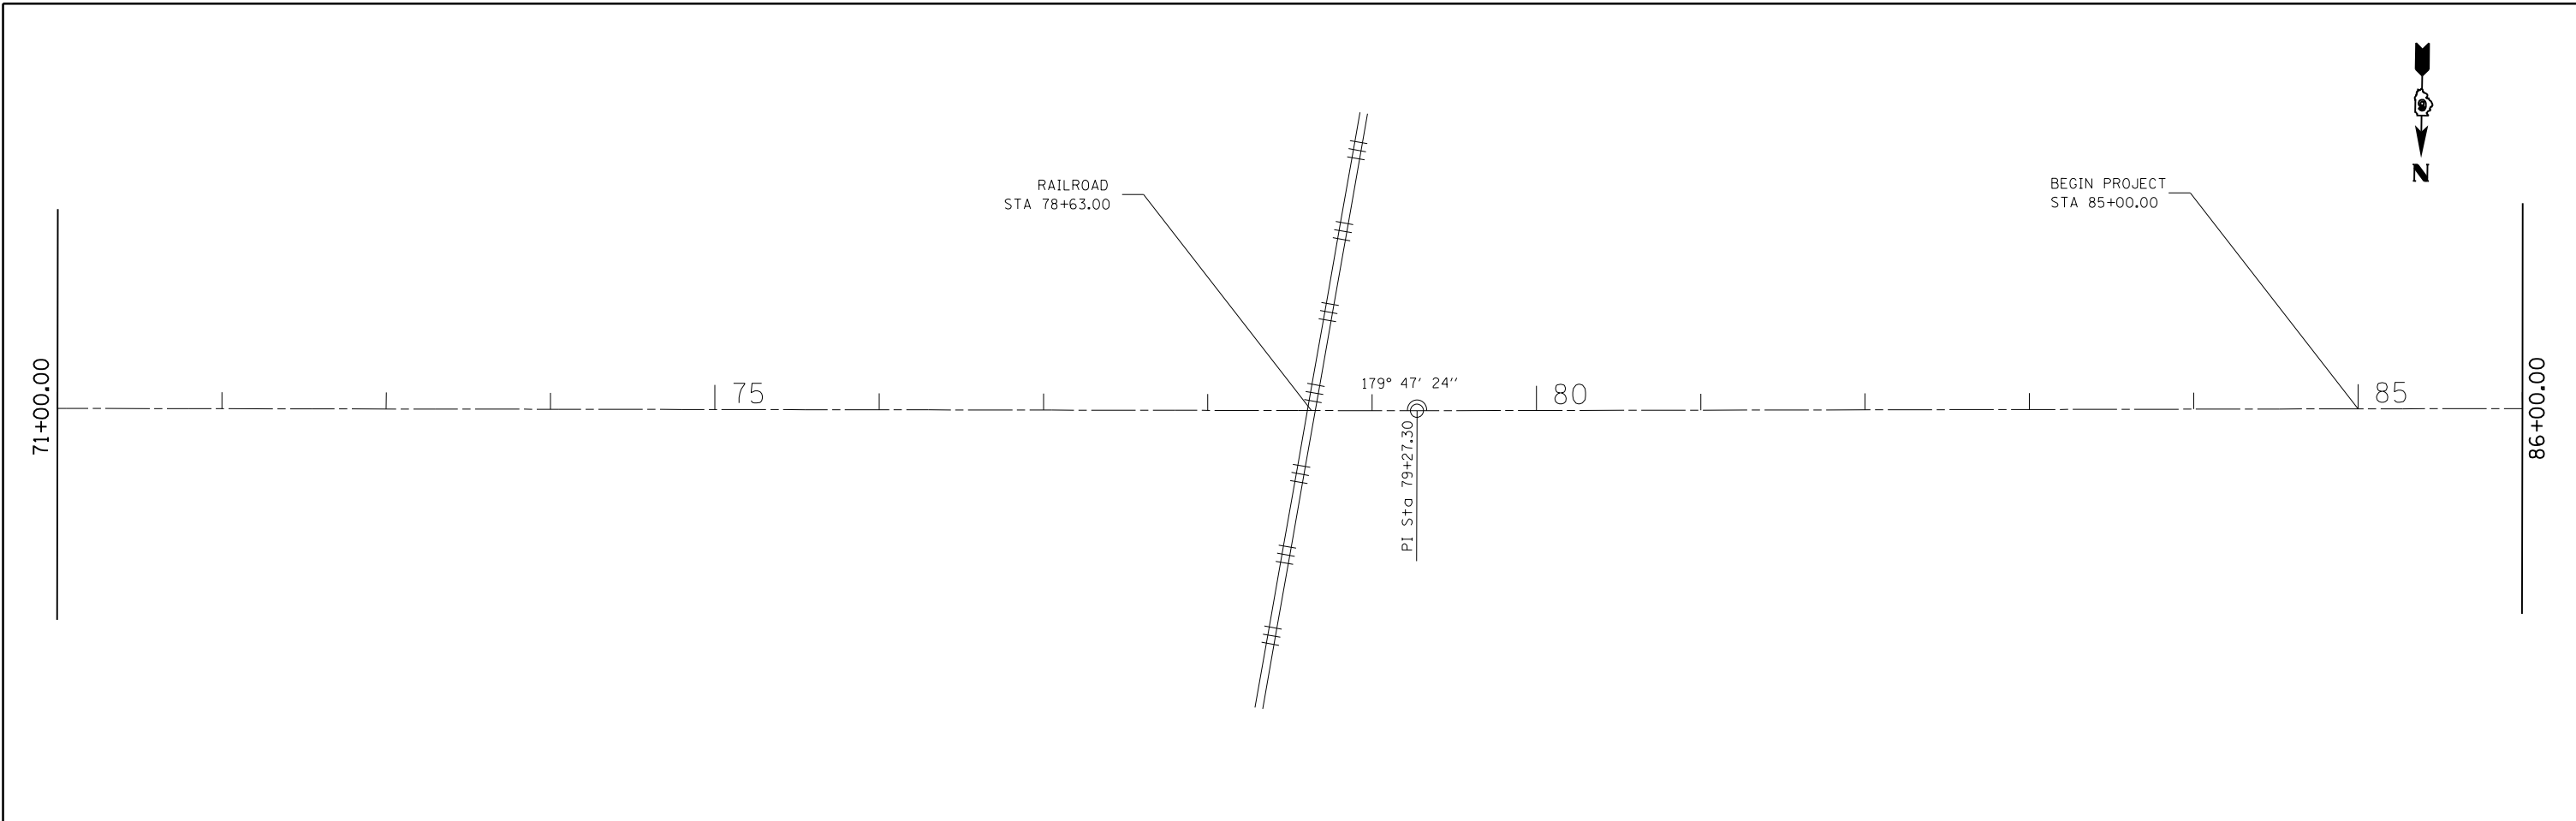 9
N
RAILROAD
STA 78+63.00
BEGIN PROJECT
STA 85+00.00
71+00.00
75
179° 47' 24''
80
85
86+00.00
PI Sta 79+27.30